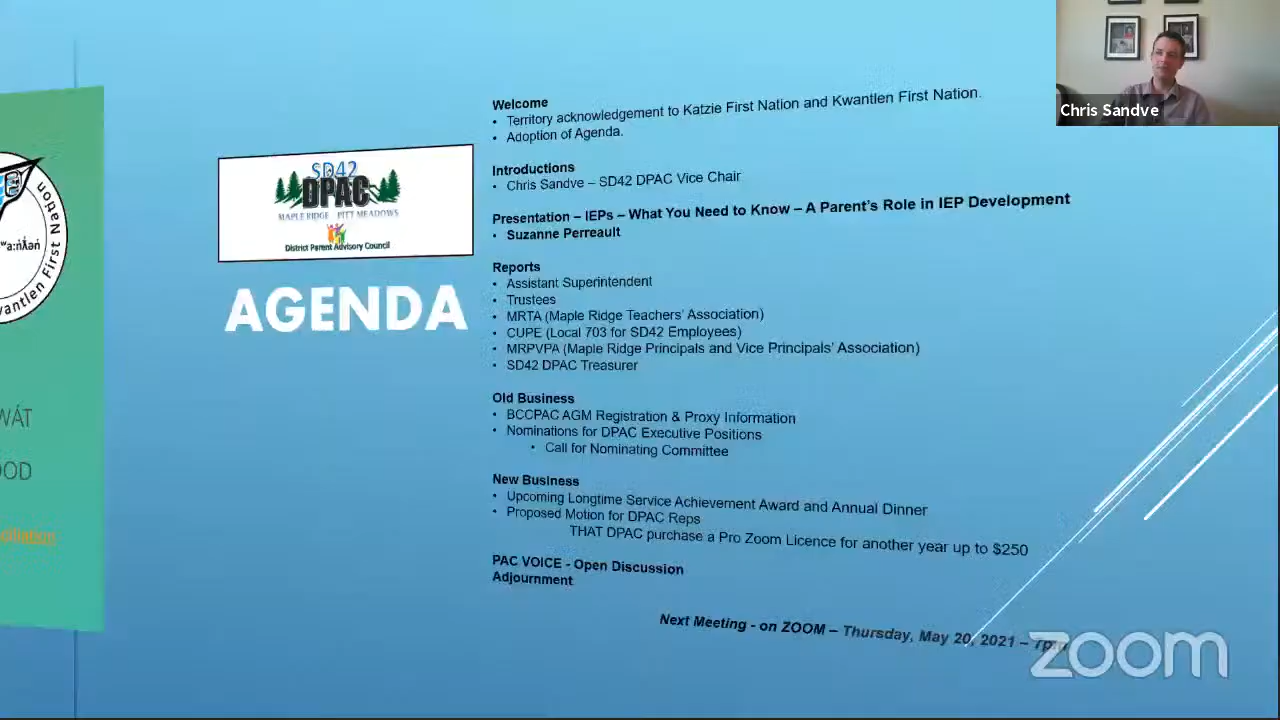 Chris Sandve
Kwantlen First Nation
WÁT
OOD
SD42
DPAC
MAPLE RIDGE PITT MEADOWS
District Parent Advisory Council
AGENDA
Welcome
• Territory acknowledgement to Katzie First Nation and Kwantlen First Nation.
• Adoption of Agenda.
Introductions
• Chris Sandve – SD42 DPAC Vice Chair
Presentation – IEPs – What You Need to Know – A Parent's Role in IEP Development
• Suzanne Perreault
Reports
• Assistant Superintendent
• Trustees
• MRTA (Maple Ridge Teachers' Association)
• CUPE (Local 703 for SD42 Employees)
• MRPVPA (Maple Ridge Principals and Vice Principals' Association)
• SD42 DPAC Treasurer
Old Business
• BCCPAC AGM Registration & Proxy Information
• Nominations for DPAC Executive Positions
• Call for Nominating Committee
New Business
• Upcoming Longtime Service Achievement Award and Annual Dinner
• Proposed Motion for DPAC Reps
THAT DPAC purchase a Pro Zoom Licence for another year up to $250
PAC VOICE - Open Discussion
Adjournment
Next Meeting - on ZOOM – Thursday, May 20, 2021 – 7pm
zoom